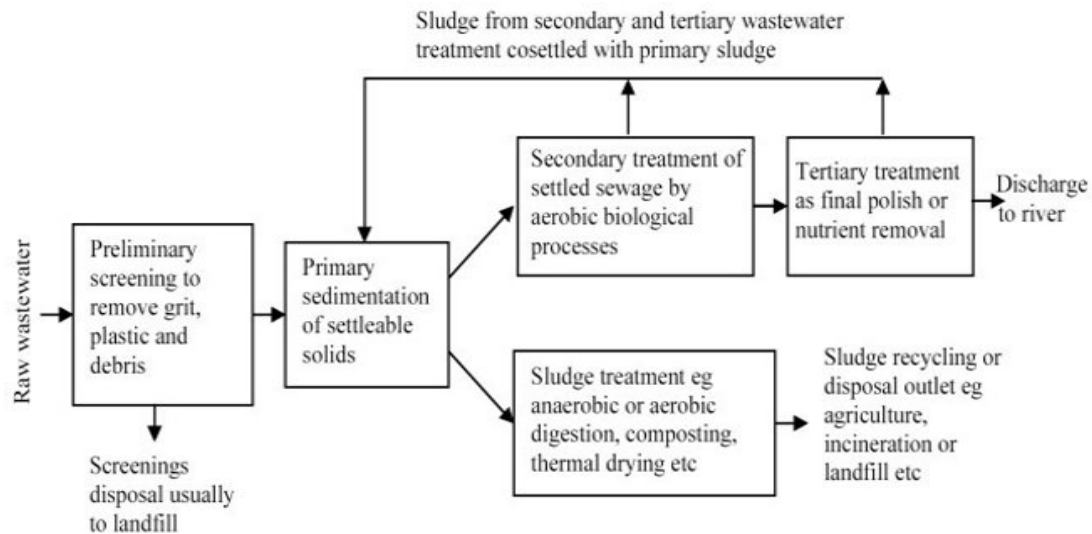 Sludge from secondary and tertiary wastewater
treatment cosettled with primary sludge
Raw wastewater
Preliminary
screening to
remove grit,
plastic and
debris
Screenings
disposal usually
to landfill
Primary
sedimentation
of settleable
solids
Secondary treatment of
settled sewage by
aerobic biological
processes
Tertiary treatment
as final polish or
nutrient removal
Discharge
to river
Sludge treatment eg
anaerobic or aerobic
digestion, composting,
thermal drying etc
Sludge recycling or
disposal outlet eg
agriculture,
incineration or
landfill etc